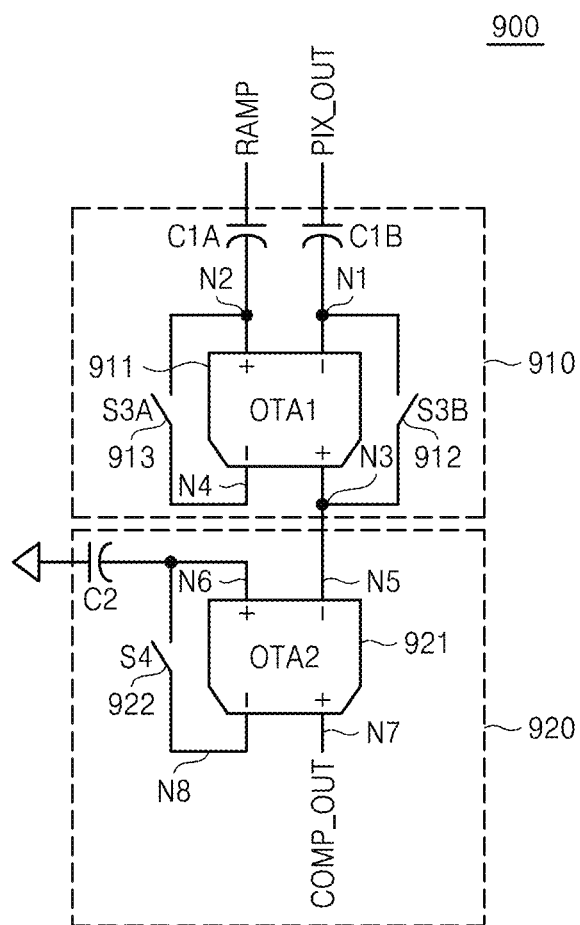 900
RAMP
PIX_OUT
C1A
C1B
N2
N1
911
+
-
910
S3A
OTA1
S3B
913
912
-
+
N3
N4
C2
N6
N5
+
-
S4
OTA2
921
922
-
+
N7
920
N8
COMP_OUT